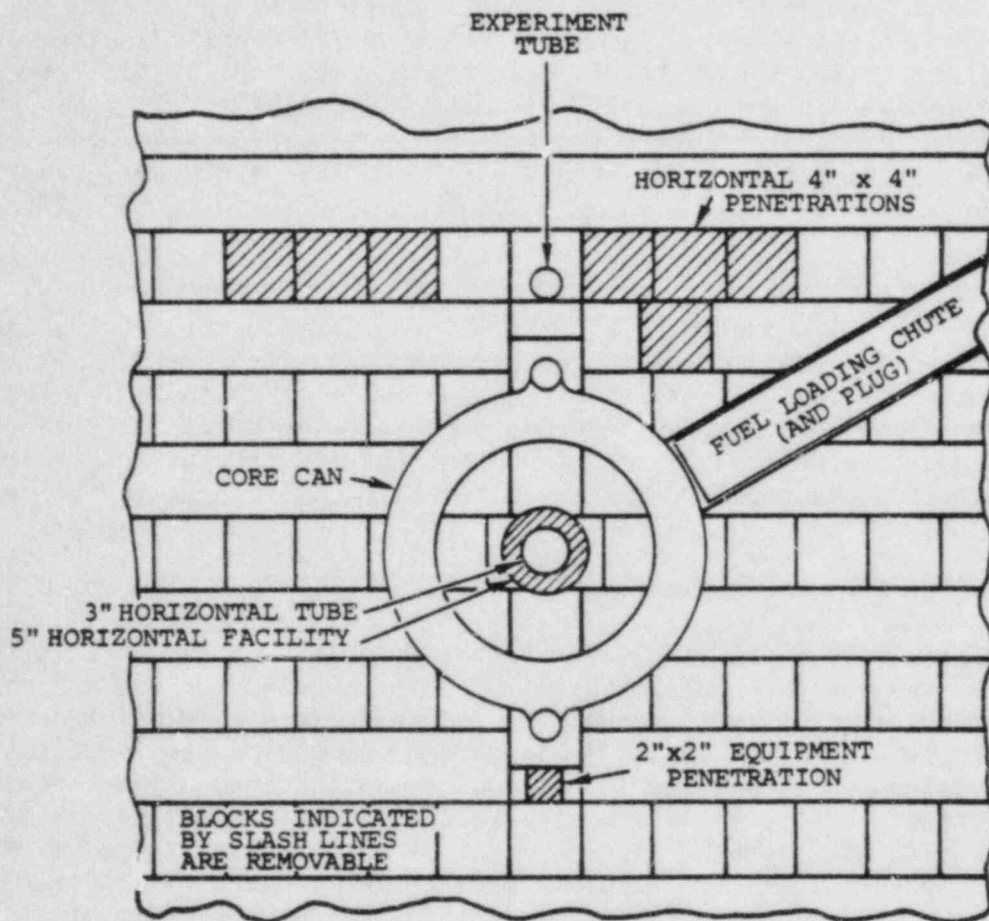 EXPERIMENT
TUBE
HORIZONTAL 4" x 4"
PENETRATIONS
FUEL LOADING CHUTE
(AND PLUG)
CORE CAN
3" HORIZONTAL TUBE
5" HORIZONTAL FACILITY
2"x2" EQUIPMENT
PENETRATION
BLOCKS INDICATED
BY SLASH LINES
ARE REMOVABLE